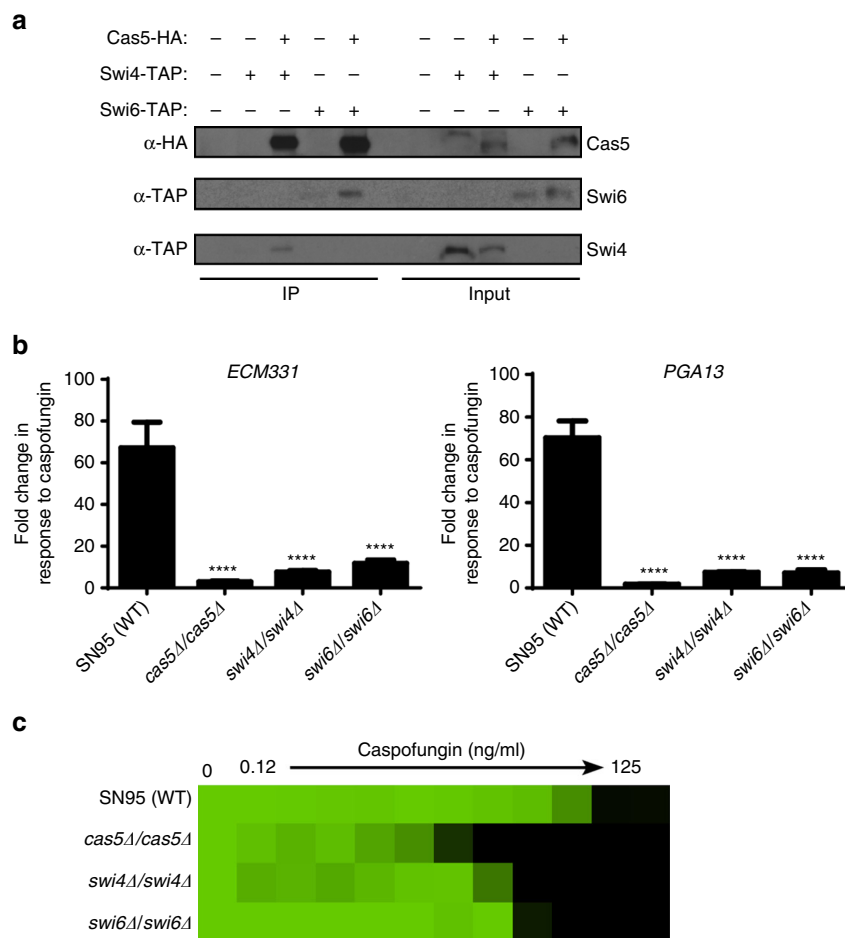 a
Cas5-HA: – – + – + – – + – +
Swi4-TAP: – + + – – – + + – –
Swi6-TAP: – – – + + – – – + +
α-HA Cas5
α-TAP Swi6
α-TAP Swi4
IP Input
b
ECM331
Fold change in
response to caspofungin
100
80
60
40
20
0
**** **** ****
SN95 (WT)
cas5Δ/cas5Δ
swi4Δ/swi4Δ
swi6Δ/swi6Δ
PGA13
Fold change in
response to caspofungin
100
80
60
40
20
0
**** **** ****
SN95 (WT)
cas5Δ/cas5Δ
swi4Δ/swi4Δ
swi6Δ/swi6Δ
c
Caspofungin (ng/ml)
0 0.12 125
SN95 (WT)
cas5Δ/cas5Δ
swi4Δ/swi4Δ
swi6Δ/swi6Δ